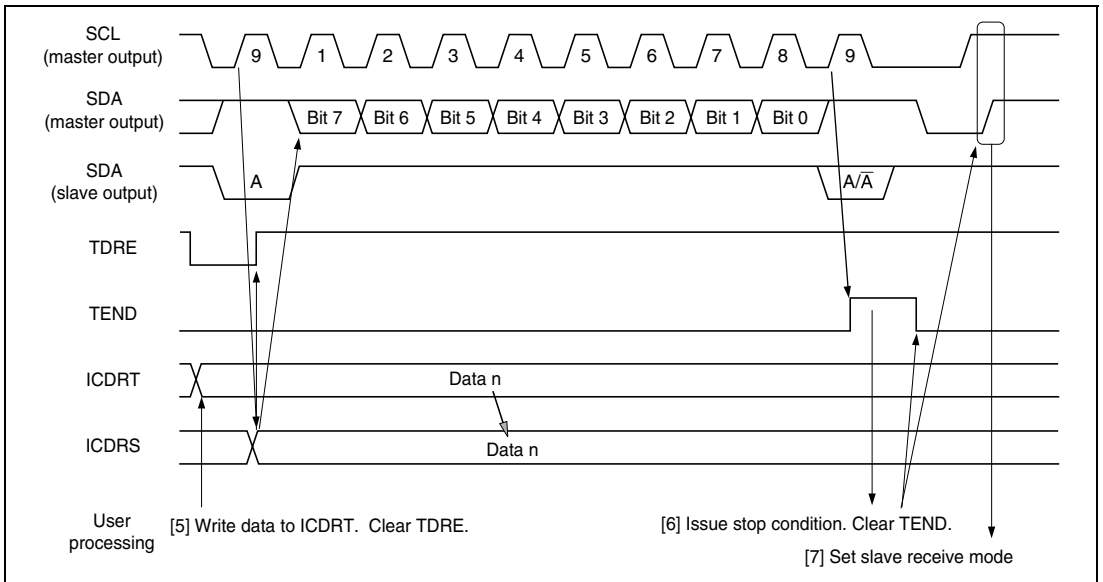 SCL
(master output)
9 1 2 3 4 5 6 7 8 9
SDA
(master output)
Bit 7 Bit 6 Bit 5 Bit 4 Bit 3 Bit 2 Bit 1 Bit 0
SDA
(slave output)
A A/A̅
TDRE
TEND
ICDRT
Data n
ICDRS
Data n
User
processing
[5] Write data to ICDRT. Clear TDRE.
[6] Issue stop condition. Clear TEND.
[7] Set slave receive mode